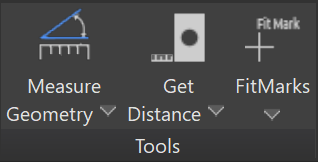 Fit Mark
Measure Geometry
Get Distance
FitMarks
Tools